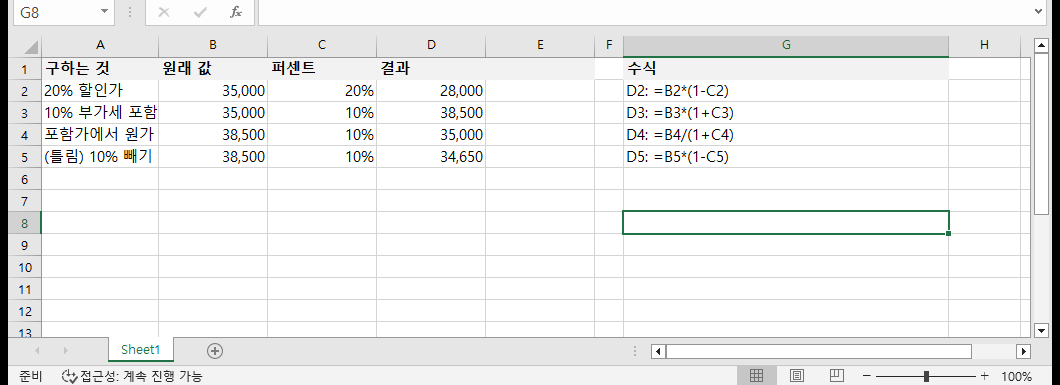 G8
fx
A B C D E F G H
1 구하는 것 원래 값 퍼센트 결과 수식
2 20% 할인가 35,000 20% 28,000 D2: =B2*(1-C2)
3 10% 부가세 포함 35,000 10% 38,500 D3: =B3*(1+C3)
4 포함가에서 원가 38,500 10% 35,000 D4: =B4/(1+C4)
5 (틀림) 10% 빼기 38,500 10% 34,650 D5: =B5*(1-C5)
6
7
8
9
10
11
12
13
Sheet1
준비 접근성: 계속 진행 가능 100%